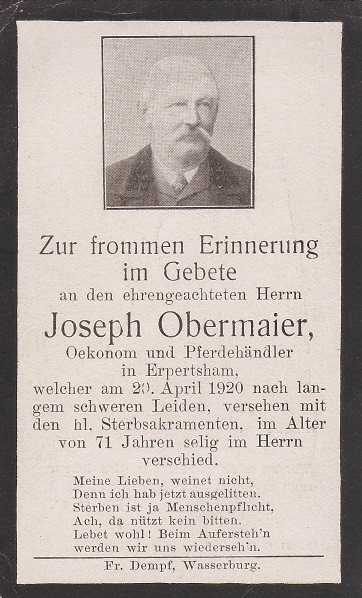 Zur frommen Erinnerung
im Gebete
an den ehrengeachteten Herrn
Joseph Obermaier,
Oekonom und Pferdehändler
in Erpertsham,
welcher am 29. April 1920 nach lan-
gem schweren Leiden, versehen mit
den hl. Sterbsakramenten, im Alter
von 71 Jahren selig im Herrn
verschied.
Meine Lieben, weinet nicht,
Denn ich hab jetzt ausgelitten.
Sterben ist ja Menschenpflicht,
Ach, da nützt kein bitten.
Lebet wohl! Beim Aufersteh'n
werden wir uns wiederseh'n.
Fr. Dempf, Wasserburg.